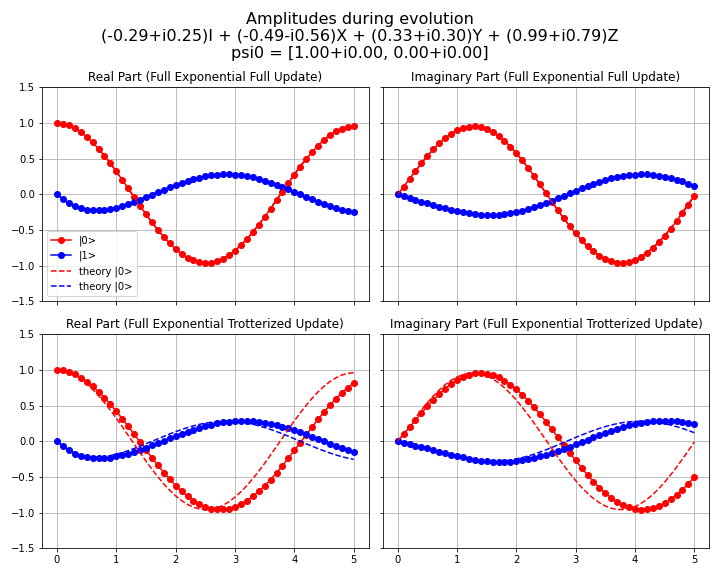 Amplitudes during evolution
(-0.29+i0.25)I + (-0.49-i0.56)X + (0.33+i0.30)Y + (0.99+i0.79)Z
psi0 = [1.00+i0.00, 0.00+i0.00]
Real Part (Full Exponential Full Update)
Imaginary Part (Full Exponential Full Update)
1.5
1.0
0.5
0.0
−0.5
−1.0
−1.5
|0>
|1>
theory |0>
theory |0>
Real Part (Full Exponential Trotterized Update)
Imaginary Part (Full Exponential Trotterized Update)
1.5
1.0
0.5
0.0
−0.5
−1.0
−1.5
0 1 2 3 4 5
0 1 2 3 4 5